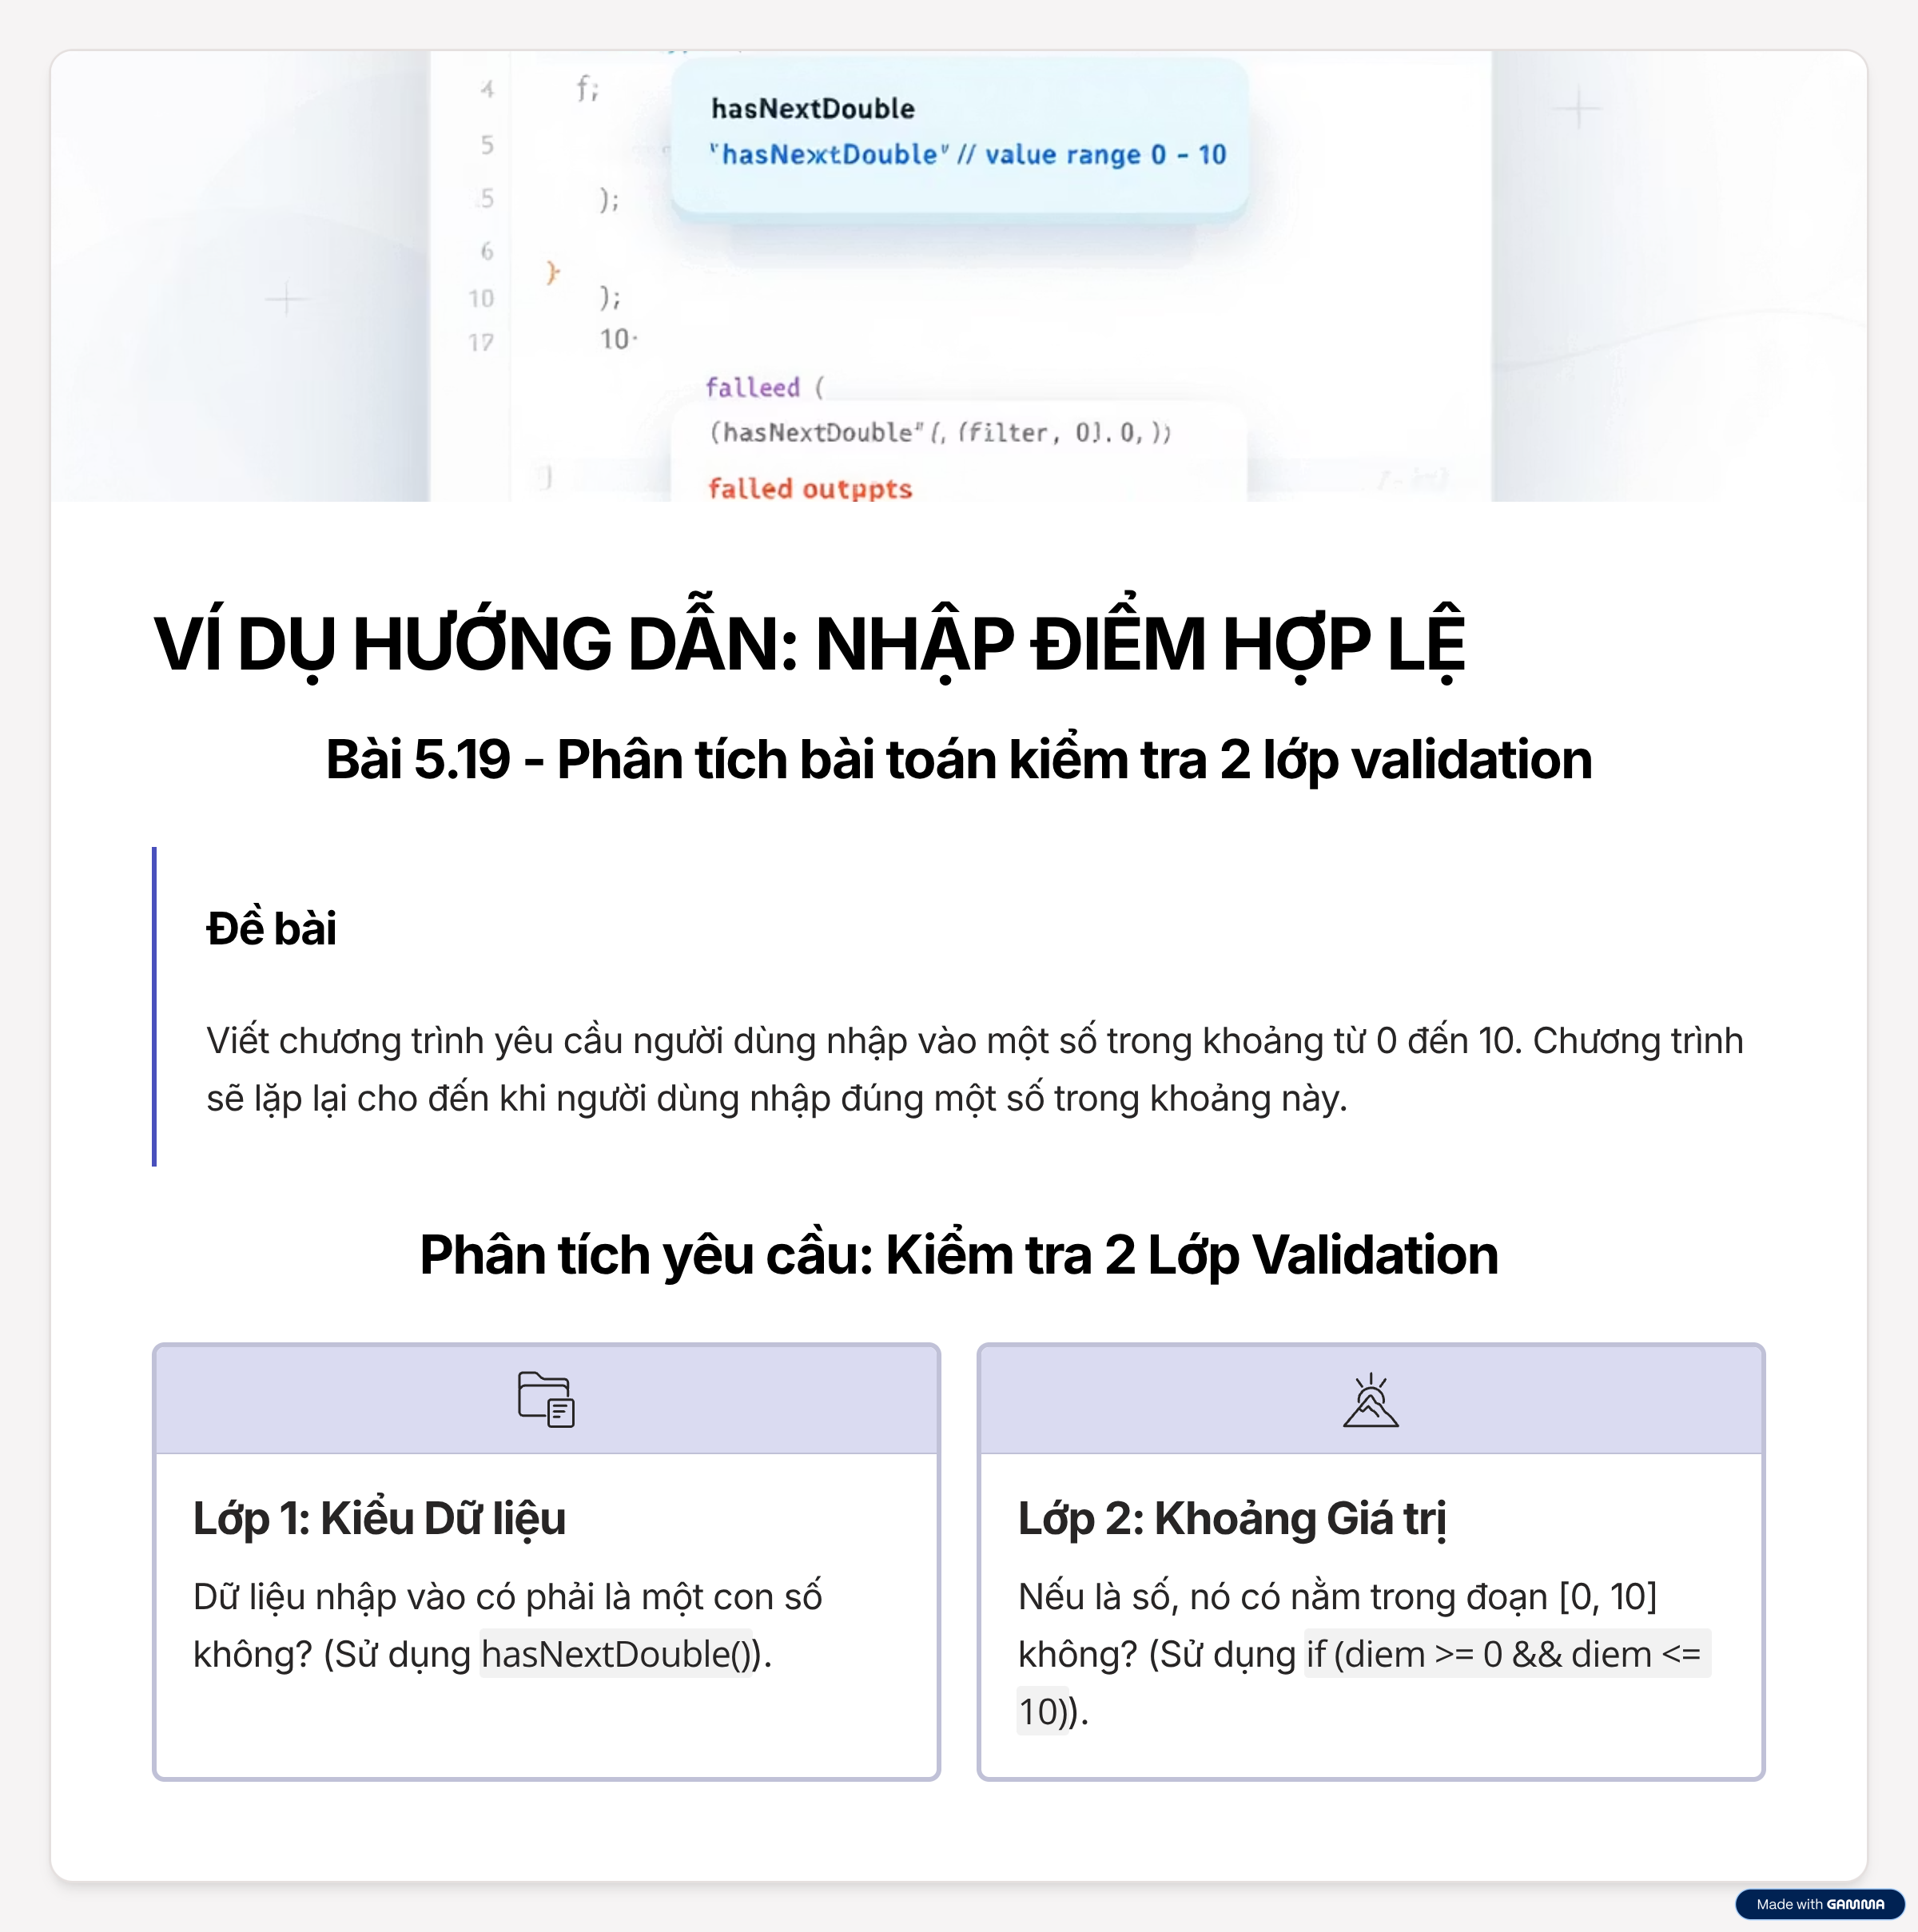 4 f;
hasNextDouble
5 "hasNextDouble" // value range 0 - 10
5 );
6
}
10 );
17 10·
falleed (
(hasNextDouble"(, (filter, 0). 0, ))
falled outppts
VÍ DỤ HƯỚNG DẪN: NHẬP ĐIỂM HỢP LỆ
Bài 5.19 - Phân tích bài toán kiểm tra 2 lớp validation
Đề bài
Viết chương trình yêu cầu người dùng nhập vào một số trong khoảng từ 0 đến 10. Chương trình
sẽ lặp lại cho đến khi người dùng nhập đúng một số trong khoảng này.
Phân tích yêu cầu: Kiểm tra 2 Lớp Validation
Lớp 1: Kiểu Dữ liệu
Dữ liệu nhập vào có phải là một con số
không? (Sử dụng hasNextDouble()).
Lớp 2: Khoảng Giá trị
Nếu là số, nó có nằm trong đoạn [0, 10]
không? (Sử dụng if (diem >= 0 && diem <=
10)).
Made with GAMMA